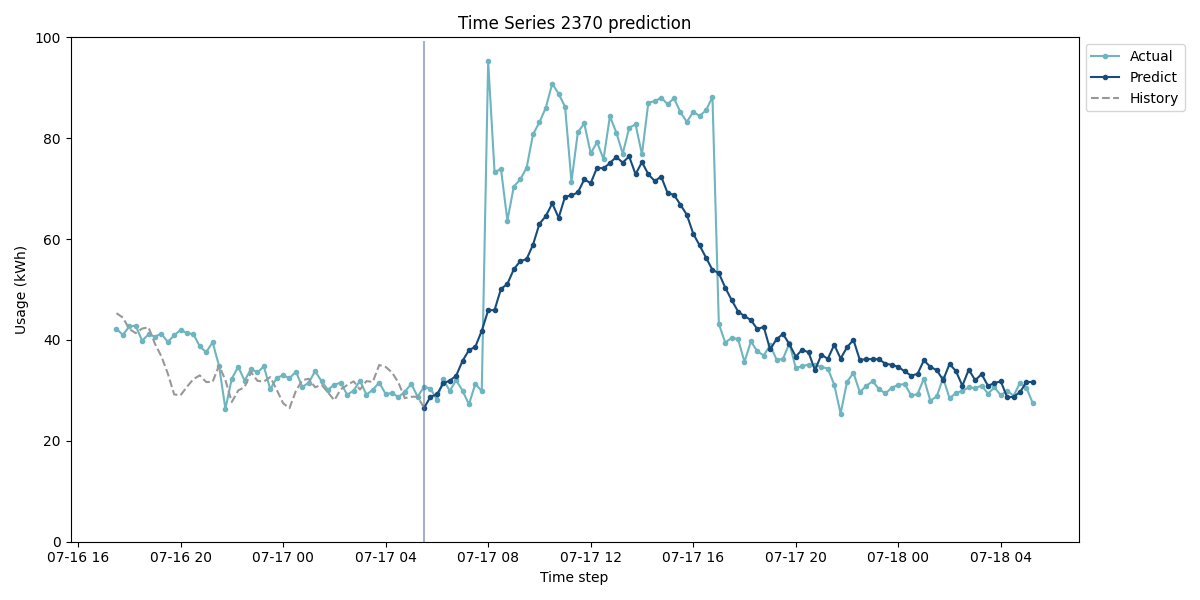 Time Series 2370 prediction
Usage (kWh)
100
80
60
40
20
0
07-16 16
07-16 20
07-17 00
07-17 04
07-17 08
07-17 12
07-17 16
07-17 20
07-18 00
07-18 04
Time step
Actual
Predict
History